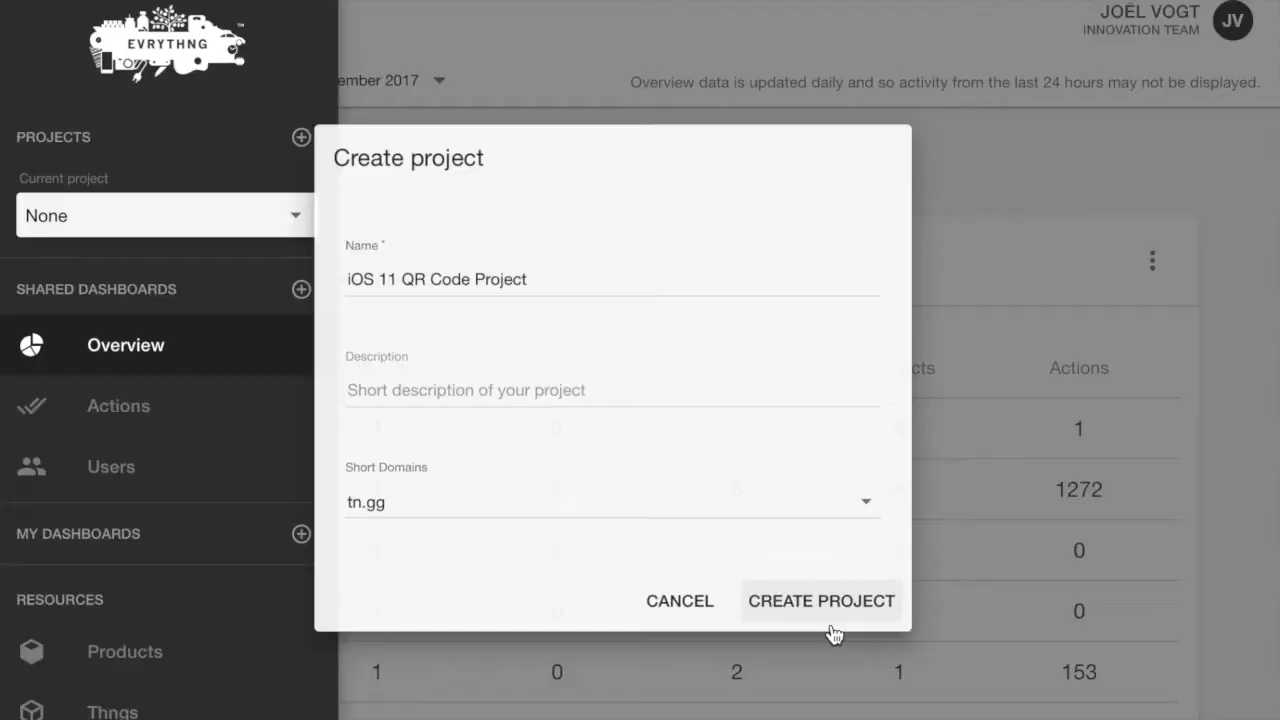 EVRYTHNG
™
JOËL VOGT
INNOVATION TEAM
JV
ember 2017
Overview data is updated daily and so activity from the last 24 hours may not be displayed.
PROJECTS
Current project
None
SHARED DASHBOARDS
Overview
Actions
Users
MY DASHBOARDS
RESOURCES
Products
Thngs
Create project
Name *
iOS 11 QR Code Project
Description
Short description of your project
Short Domains
tn.gg
CANCEL
CREATE PROJECT
cts Actions
1
1272
0
0
1 0 2 1 153